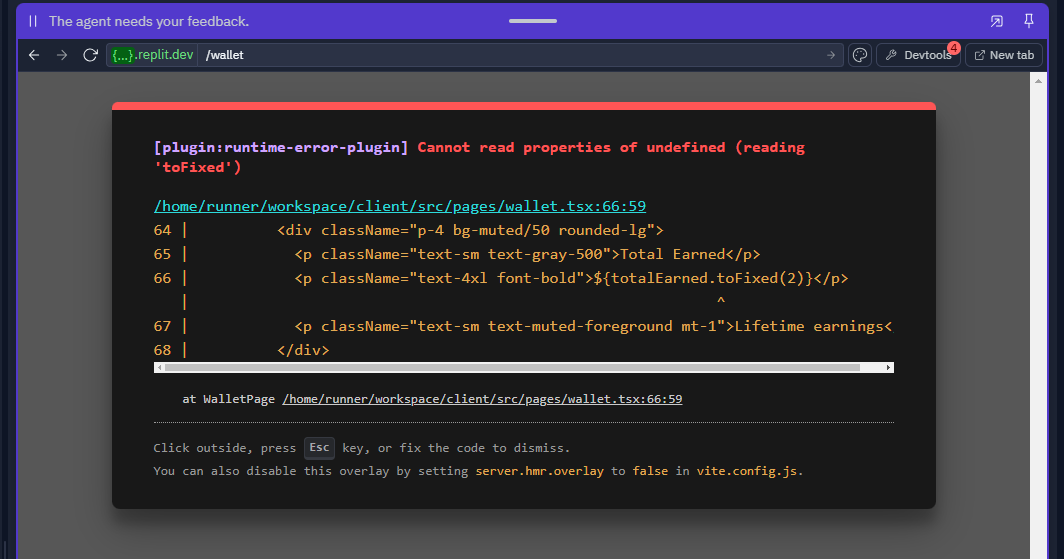 The agent needs your feedback.
{...}.replit.dev /wallet Devtools 4 New tab
[plugin:runtime-error-plugin] Cannot read properties of undefined (reading
'toFixed')
/home/runner/workspace/client/src/pages/wallet.tsx:66:59
64 | <div className="p-4 bg-muted/50 rounded-lg">
65 | <p className="text-sm text-gray-500">Total Earned</p>
66 | <p className="text-4xl font-bold">${totalEarned.toFixed(2)}</p>
| ^
67 | <p className="text-sm text-muted-foreground mt-1">Lifetime earnings<
68 | </div>
at WalletPage /home/runner/workspace/client/src/pages/wallet.tsx:66:59
Click outside, press Esc key, or fix the code to dismiss.
You can also disable this overlay by setting server.hmr.overlay to false in vite.config.js.